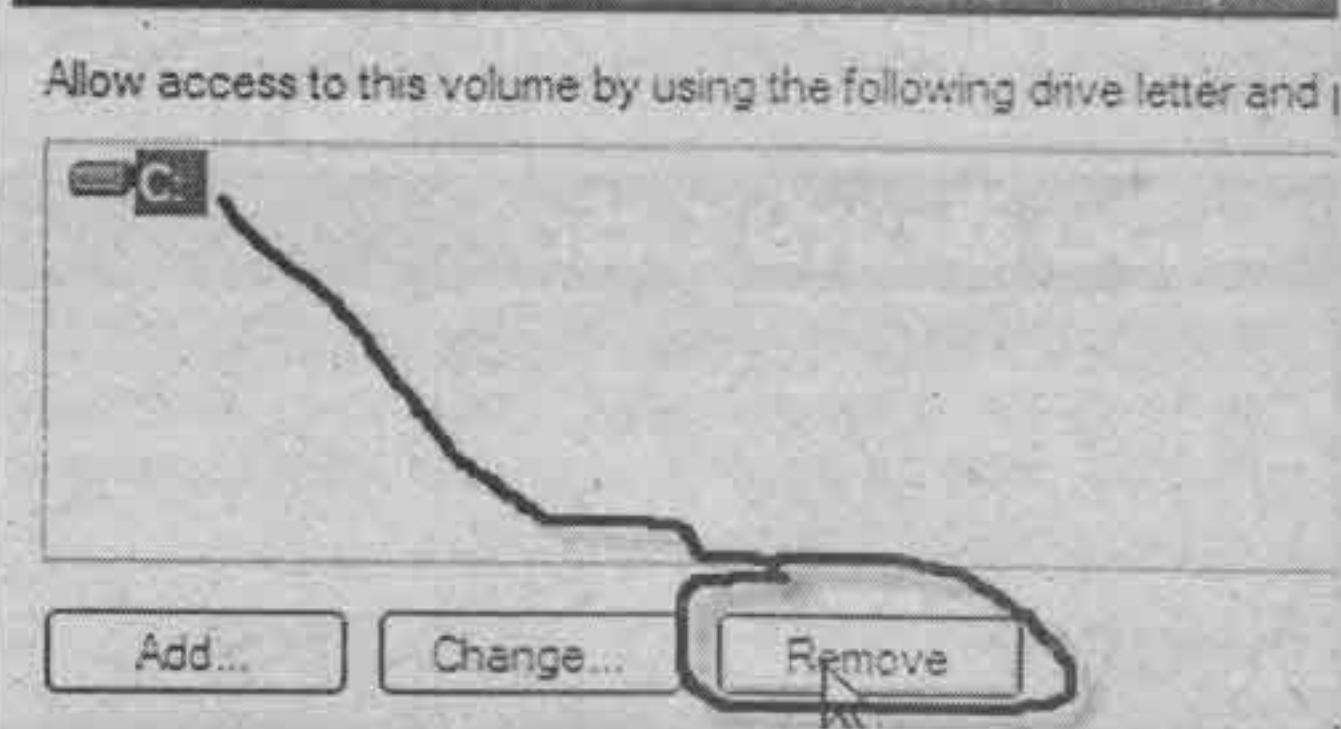 Allow access to this volume by using the following drive letter and
C:
Add...
Change...
Remove